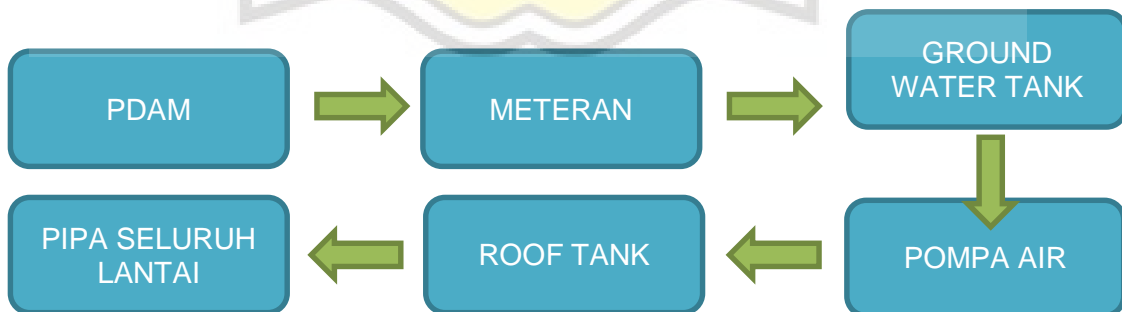 PDAM
METERAN
GROUND
WATER TANK
PIPA SELURUH
LANTAI
ROOF TANK
POMPA AIR